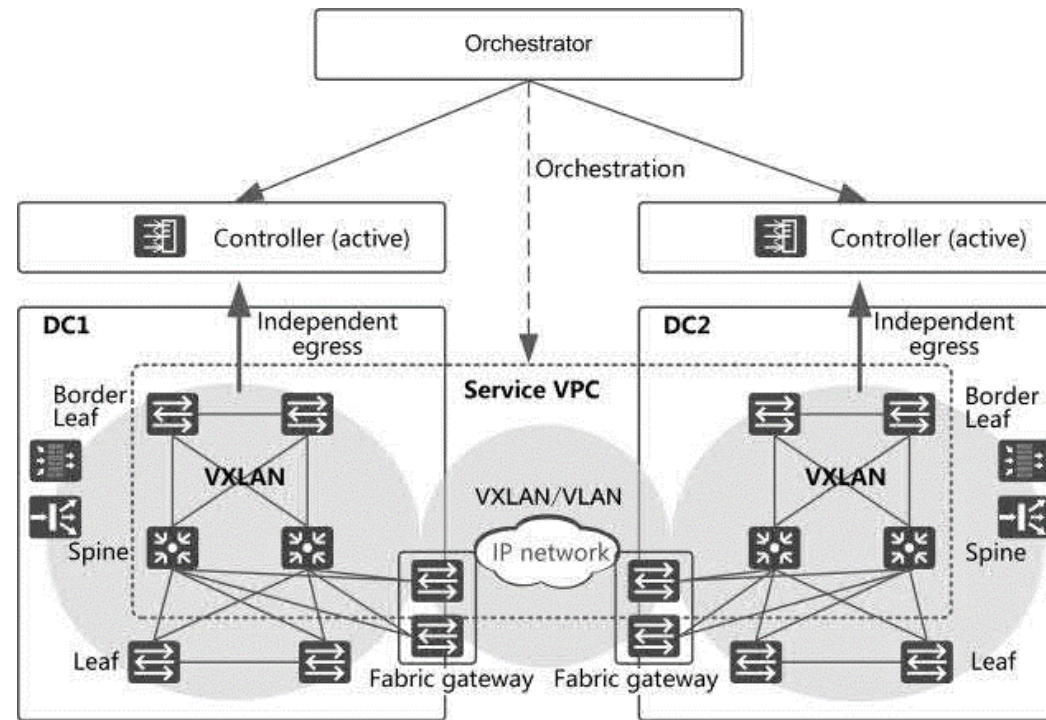 Orchestrator
Orchestration
Controller (active)
Controller (active)
DC1
Independent
egress
DC2
Independent
egress
Border
Leaf
Service VPC
Border
Leaf
VXLAN
VXLAN/VLAN
VXLAN
Spine
IP network
Spine
Leaf
Fabric gateway
Fabric gateway
Leaf